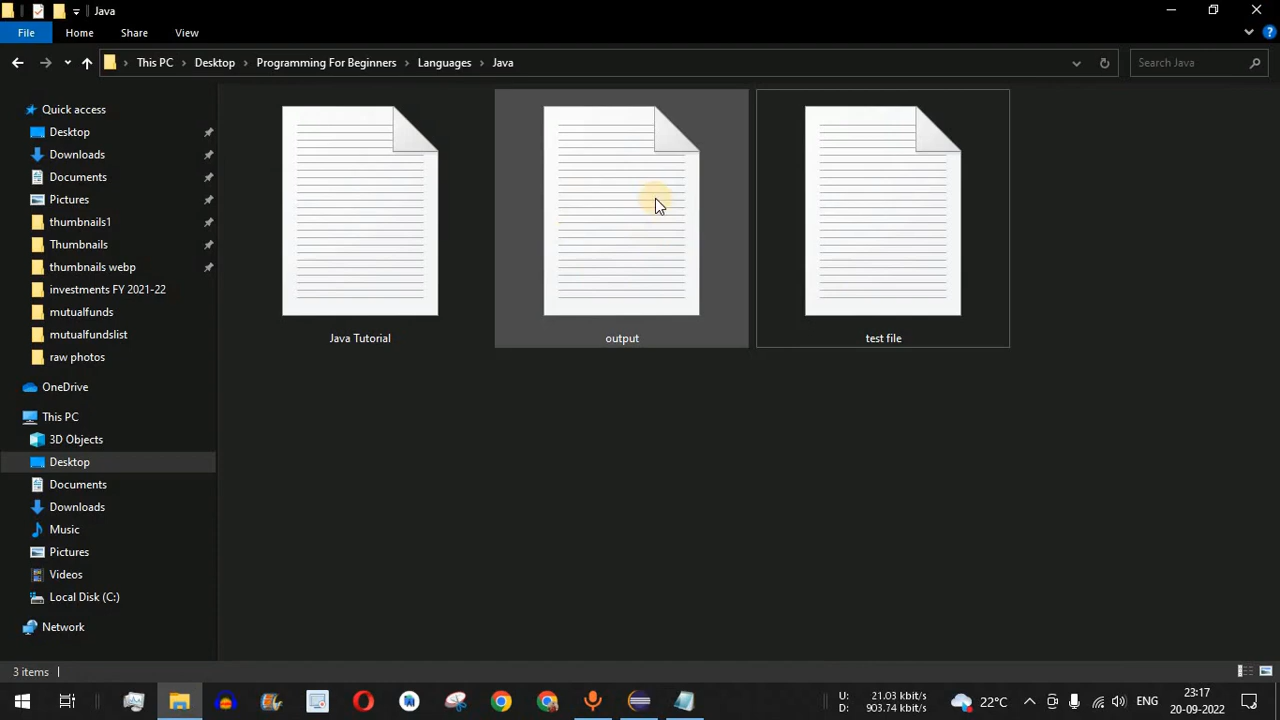 Java
File Home Share View
This PC Desktop Programming For Beginners Languages Java Search Java
Quick access
Desktop
Downloads
Documents
Pictures
thumbnails1
Thumbnails
thumbnails webp
investments FY 2021-22
mutualfunds
mutualfundslist
raw photos
OneDrive
This PC
3D Objects
Desktop
Documents
Downloads
Music
Pictures
Videos
Local Disk (C:)
Network
Java Tutorial output test file
3 items
U: 21.03 kbit/s
D: 903.74 kbit/s
22°C
ENG
23:17
20-09-2022